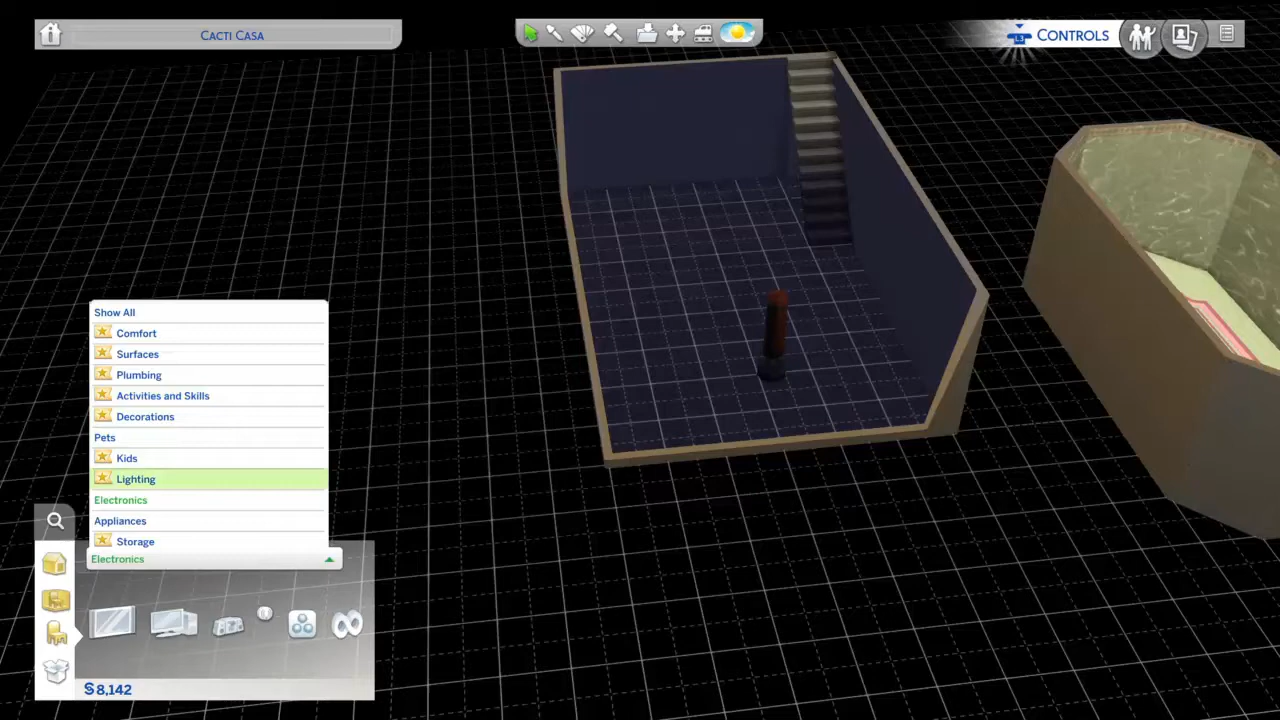 CACTI CASA
L3 CONTROLS
Show All
Comfort
Surfaces
Plumbing
Activities and Skills
Decorations
Pets
Kids
Lighting
Electronics
Appliances
Storage
Electronics
§8,142